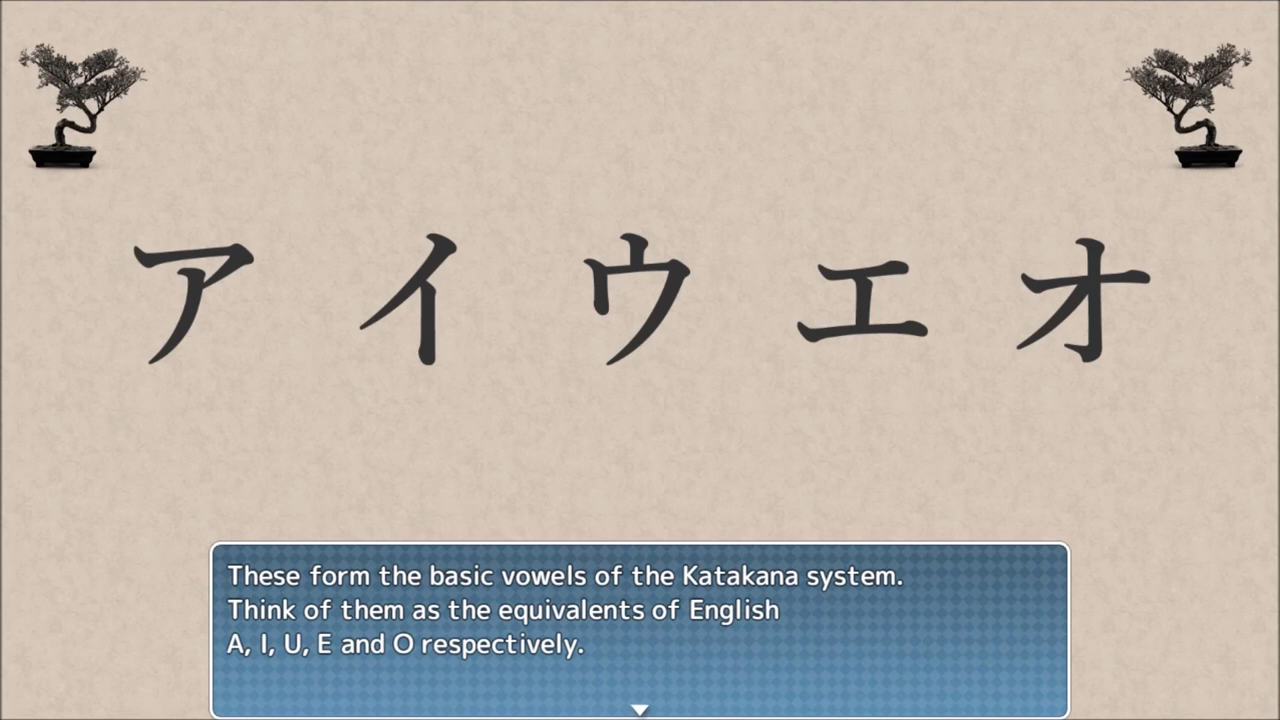 ア イ ウ エ オ
These form the basic vowels of the Katakana system.
Think of them as the equivalents of English
A, I, U, E and O respectively.